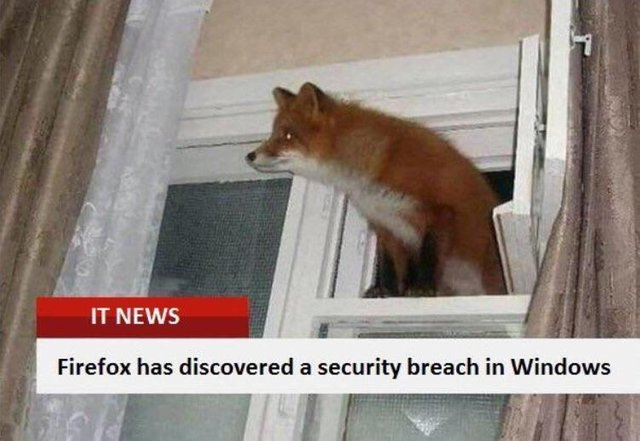 IT NEWS
Firefox has discovered a security breach in Windows